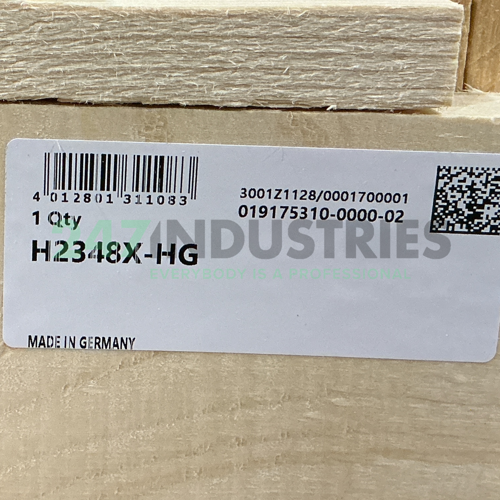 4 012801 311083
1 Qty
3001Z1128/0001700001
019175310-0000-02
247INDUSTRIES
EVERYBODY IS A PROFESSIONAL
H2348X-HG
MADE IN GERMANY